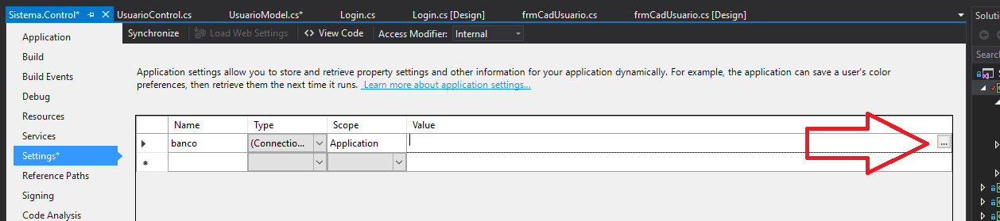 Sistema.Control* UsuarioControl.cs UsuarioModel.cs* Login.cs Login.cs [Design] frmCadUsuario.cs frmCadUsuario.cs [Design] Solutio
Application
Build
Build Events
Debug
Resources
Services
Settings*
Reference Paths
Signing
Code Analysis
Synchronize Load Web Settings <> View Code Access Modifier: Internal
Application settings allow you to store and retrieve property settings and other information for your application dynamically. For example, the application can save a user's color
preferences, then retrieve them the next time it runs. Learn more about application settings...
Name Type Scope Value
banco (Connectio... Application ...
*
Search